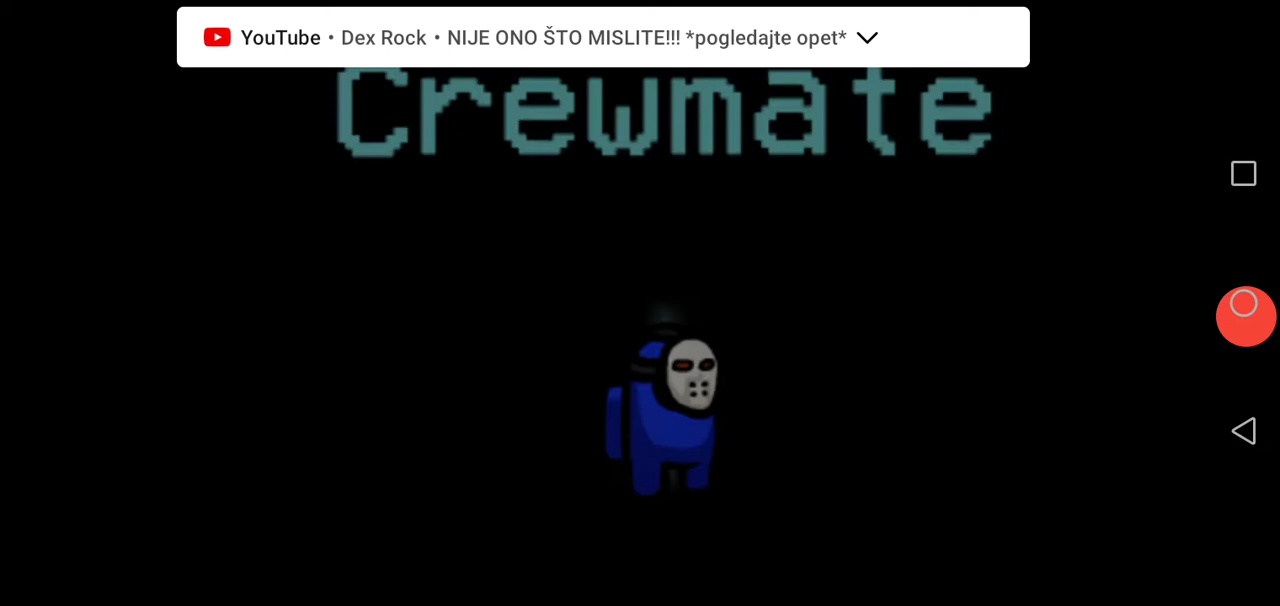 YouTube • Dex Rock • NIJE ONO ŠTO MISLITE!!! *pogledajte opet*
Crewmate